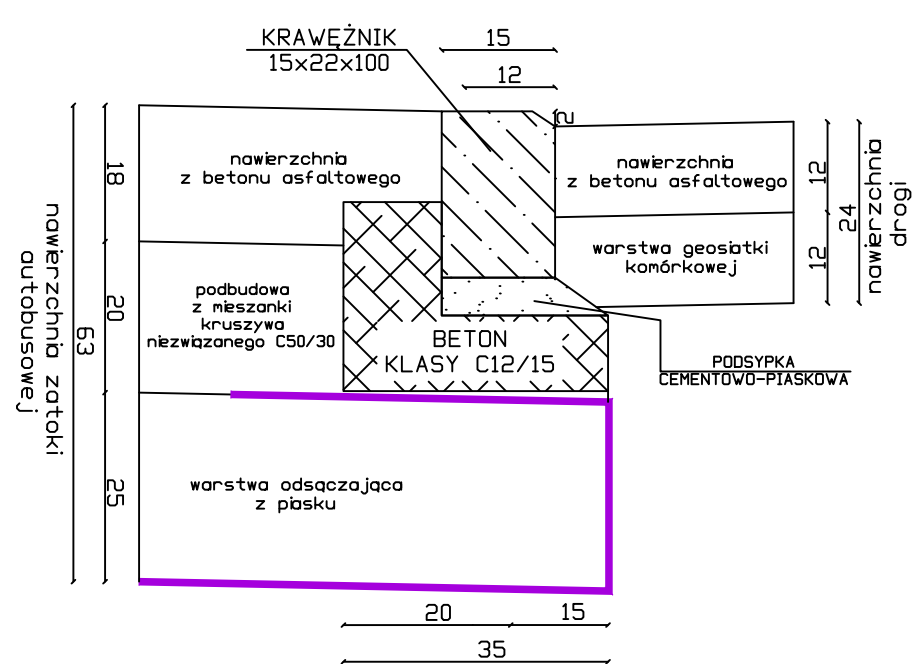 KRAWĘŻNIK
15x22x100
15
12
2
nawierzchnia
z betonu asfaltowego
nawierzchnia
z betonu asfaltowego
warstwa geosiatki
komórkowej
12
12
24
nawierzchnia
drogi
18
20
25
63
nawierzchnia zatoki
autobusowej
podbudowa
z mieszanki
kruszywa
niezwiązanego C50/30
BETON
KLASY C12/15
PODSYPKA
CEMENTOWO-PIASKOWA
warstwa odsączająca
z piasku
20
15
35